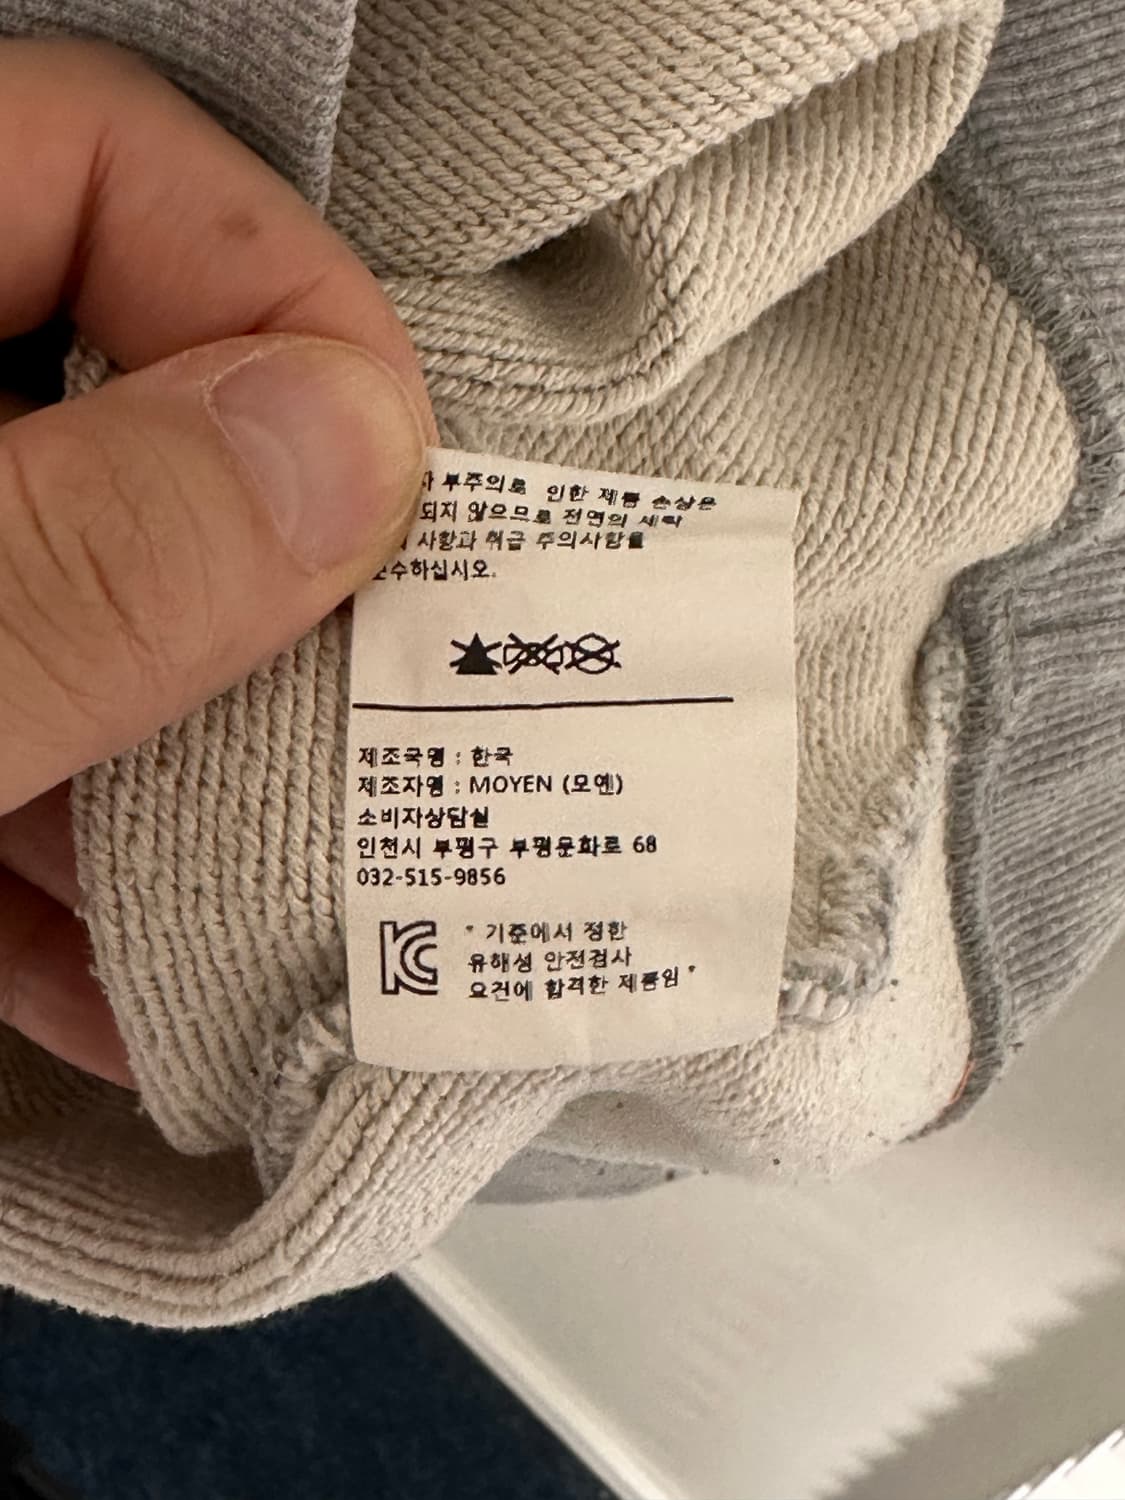 부주의로 인한 제품 손상은
되지 않으므로 전면의 세탁
사항과 취급 주의사항을
준수하십시오.
제조국명 : 한국
제조자명 : MOYEN (모옌)
소비자상담실
인천시 부평구 부평문화로 68
032-515-9856
KC " 기준에서 정한
유해성 안전검사
요건에 합격한 제품임 "